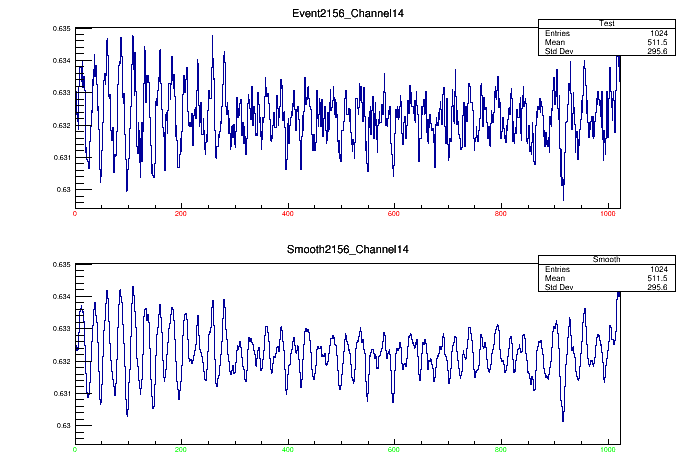 Event2156_Channel14
Test
Entries 1024
Mean 511.5
Std Dev 295.6
0.635
0.634
0.633
0.632
0.631
0.63
0 200 400 600 800 1000
Smooth2156_Channel14
Smooth
Entries 1024
Mean 511.5
Std Dev 295.6
0.635
0.634
0.633
0.632
0.631
0.63
0 200 400 600 800 1000